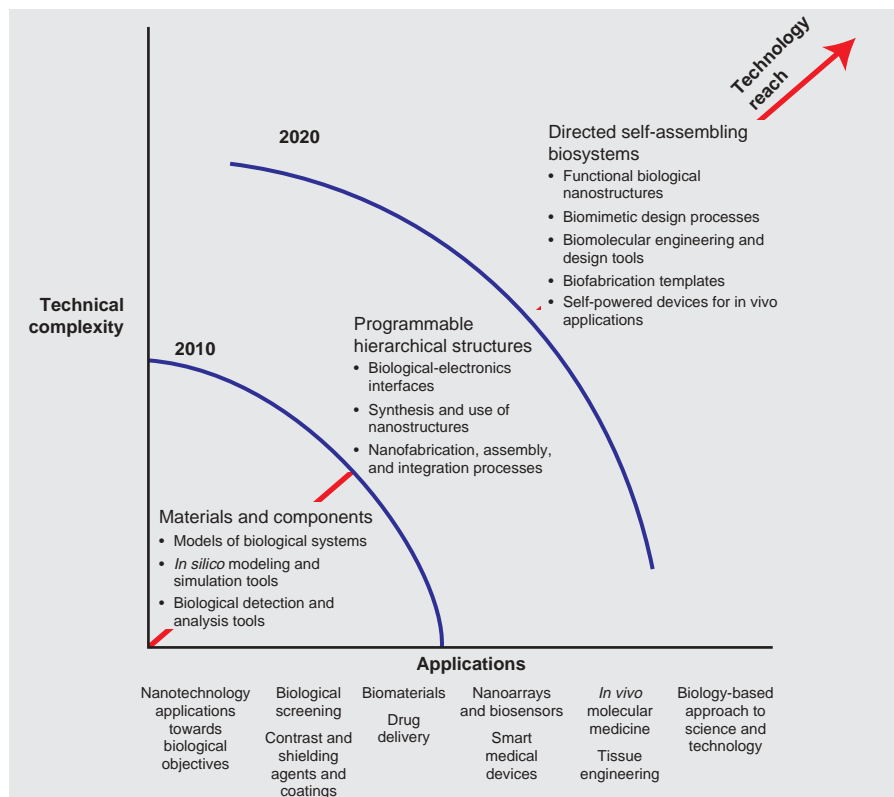 Technology
reach
2020
Directed self-assembling
biosystems
• Functional biological
nanostructures
• Biomimetic design processes
• Biomolecular engineering and
design tools
• Biofabrication templates
• Self-powered devices for in vivo
applications
Technical
complexity
2010
Programmable
hierarchical structures
• Biological-electronics
interfaces
• Synthesis and use of
nanostructures
• Nanofabrication, assembly,
and integration processes
Materials and components
• Models of biological systems
• In silico modeling and
simulation tools
• Biological detection and
analysis tools
Applications
Nanotechnology
applications
towards
biological
objectives
Biological
screening
Contrast and
shielding
agents and
coatings
Biomaterials
Drug
delivery
Nanoarrays
and biosensors
Smart
medical
devices
In vivo
molecular
medicine
Tissue
engineering
Biology-based
approach to
science and
technology